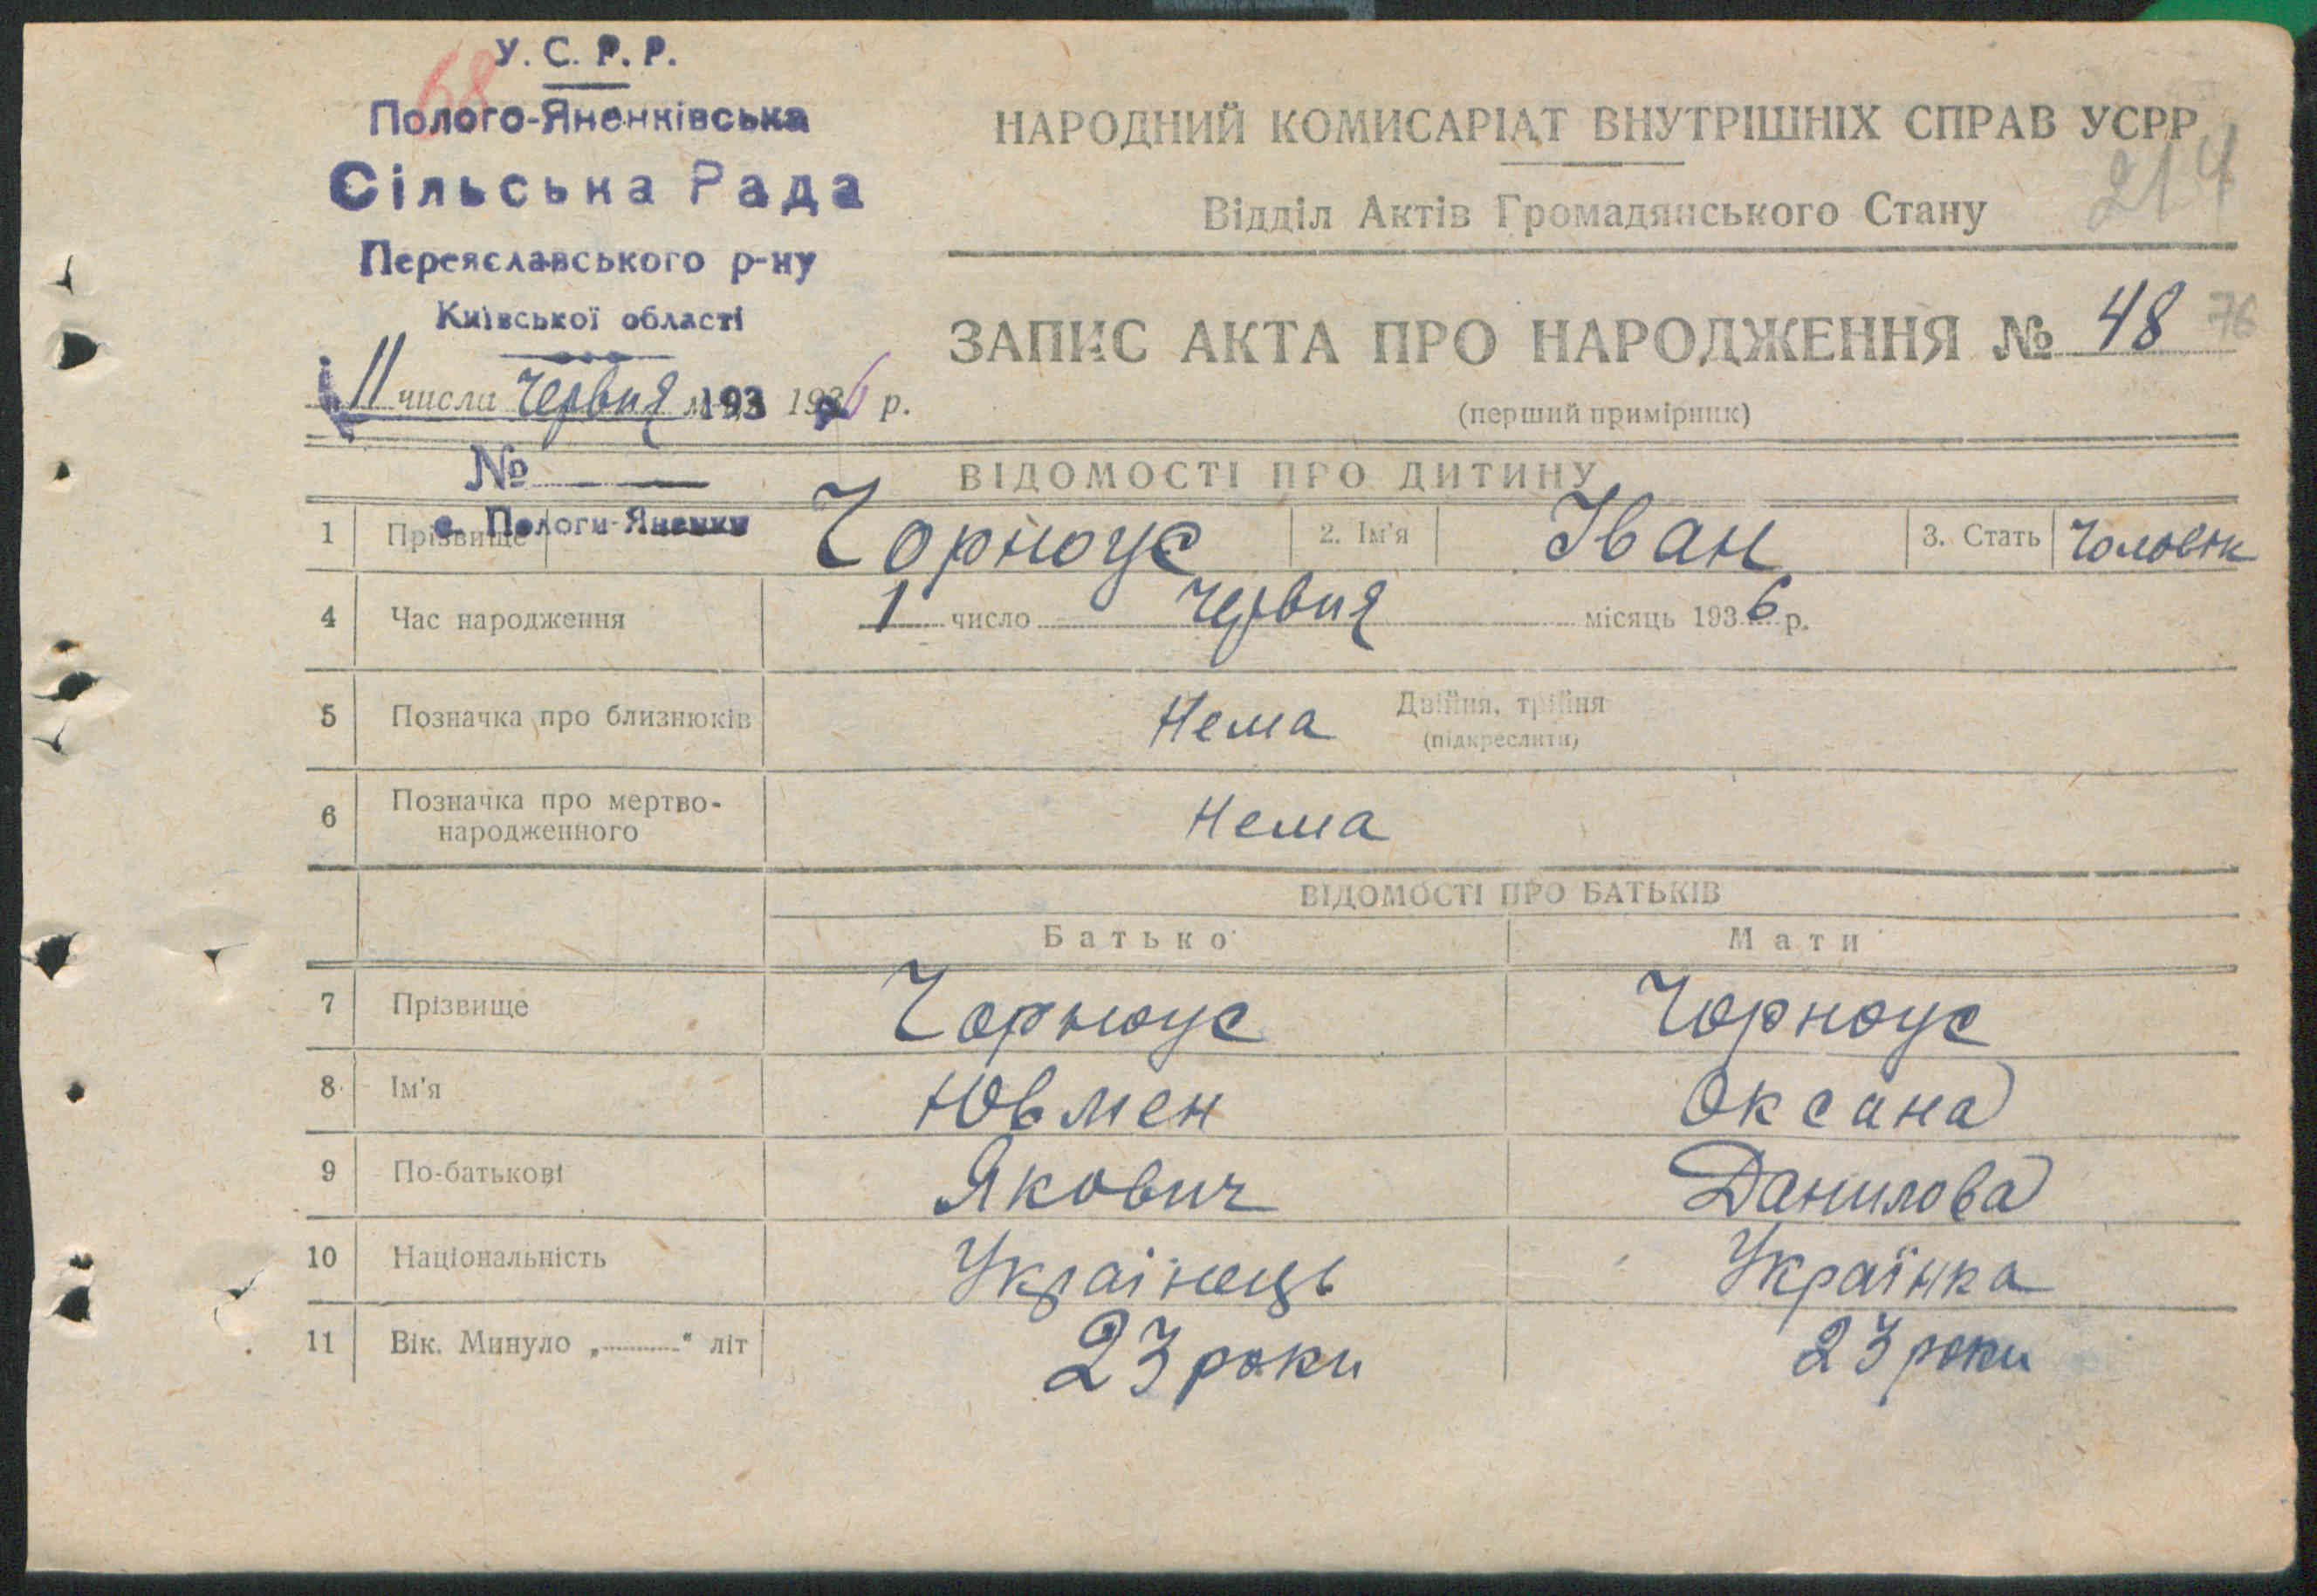 68
У. С. Р. Р.
Полого-Яненківська
Сільська Рада
Переяславського р-ну
Київської області
11 числа Червня 193 1936 р.
№
с. Пологи-Яненки
НАРОДНИЙ КОМИСАРІАТ ВНУТРІШНІХ СПРАВ УСРР
214
Відділ Актів Громадянського Стану
ЗАПИС АКТА ПРО НАРОДЖЕННЯ № 48 76
(перший примірник)
ВІДОМОСТІ ПРО ДИТИНУ
1 Прізвище Чорноус 2. Ім'я Іван 3. Стать Чоловік
4 Час народження 1 число Червня місяць 1936 р.
5 Позначка про близнюків Нема Двійня, трійня
(підкреслити)
6 Позначка про мертво-
народженного Нема
ВІДОМОСТІ ПРО БАТЬКІВ
Батько Мати
7 Прізвище Чорноус Чорноус
8 Ім'я Ювмен Оксана
9 По-батькові Якович Данилова
10 Національність Українець Українка
11 Вік. Минуло „ “ літ 23 роки 23 роки